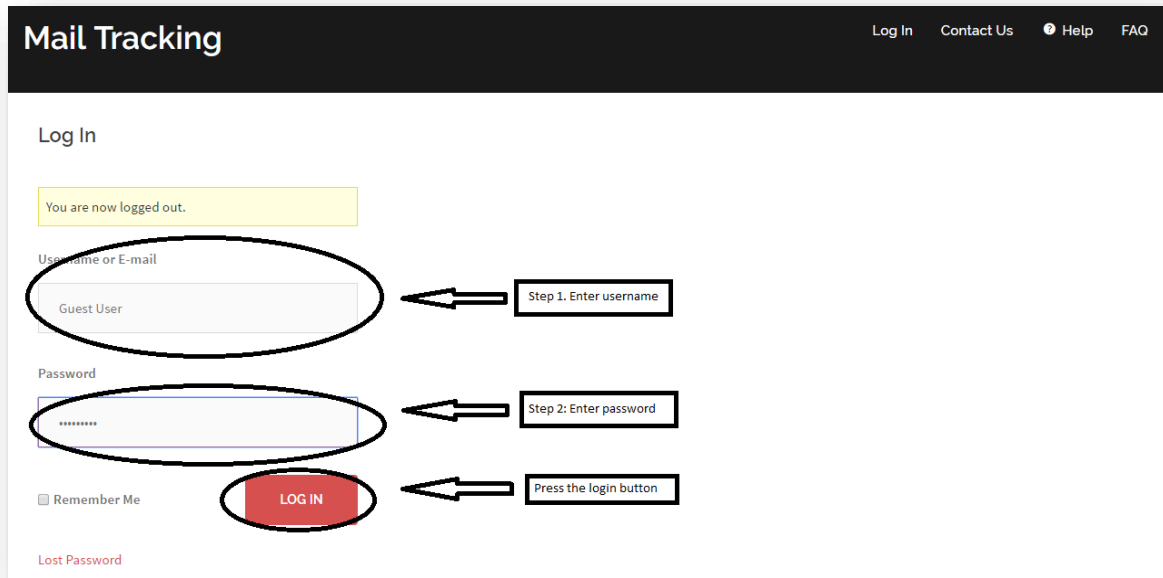 Mail Tracking
Log In Contact Us Help FAQ
Log In
You are now logged out.
Username or E-mail
Guest User
Step 1. Enter username
Password
•••••••••
Step 2: Enter password
Remember Me
LOG IN
Press the login button
Lost Password